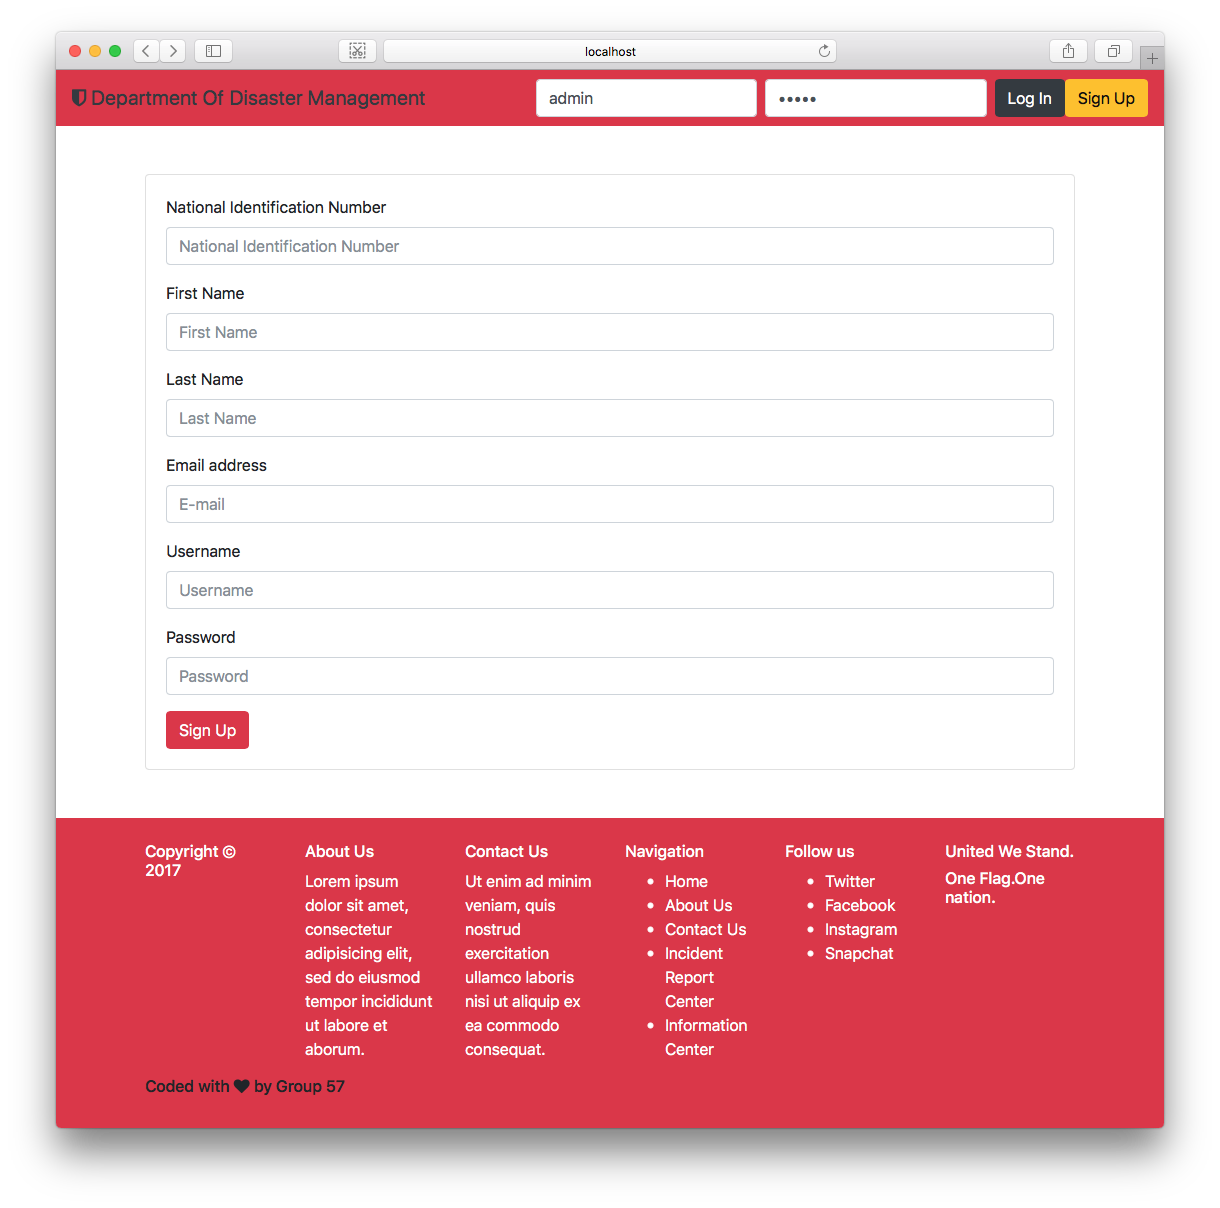 localhost
Department Of Disaster Management
admin
•••••
Log In
Sign Up
National Identification Number
National Identification Number
First Name
First Name
Last Name
Last Name
Email address
E-mail
Username
Username
Password
Password
Sign Up
Copyright ©
2017
About Us
Lorem ipsum
dolor sit amet,
consectetur
adipisicing elit,
sed do eiusmod
tempor incididunt
ut labore et
aborum.
Contact Us
Ut enim ad minim
veniam, quis
nostrud
exercitation
ullamco laboris
nisi ut aliquip ex
ea commodo
consequat.
Navigation
• Home
• About Us
• Contact Us
• Incident
Report
Center
• Information
Center
Follow us
• Twitter
• Facebook
• Instagram
• Snapchat
United We Stand.
One Flag.One
nation.
Coded with ♥ by Group 57